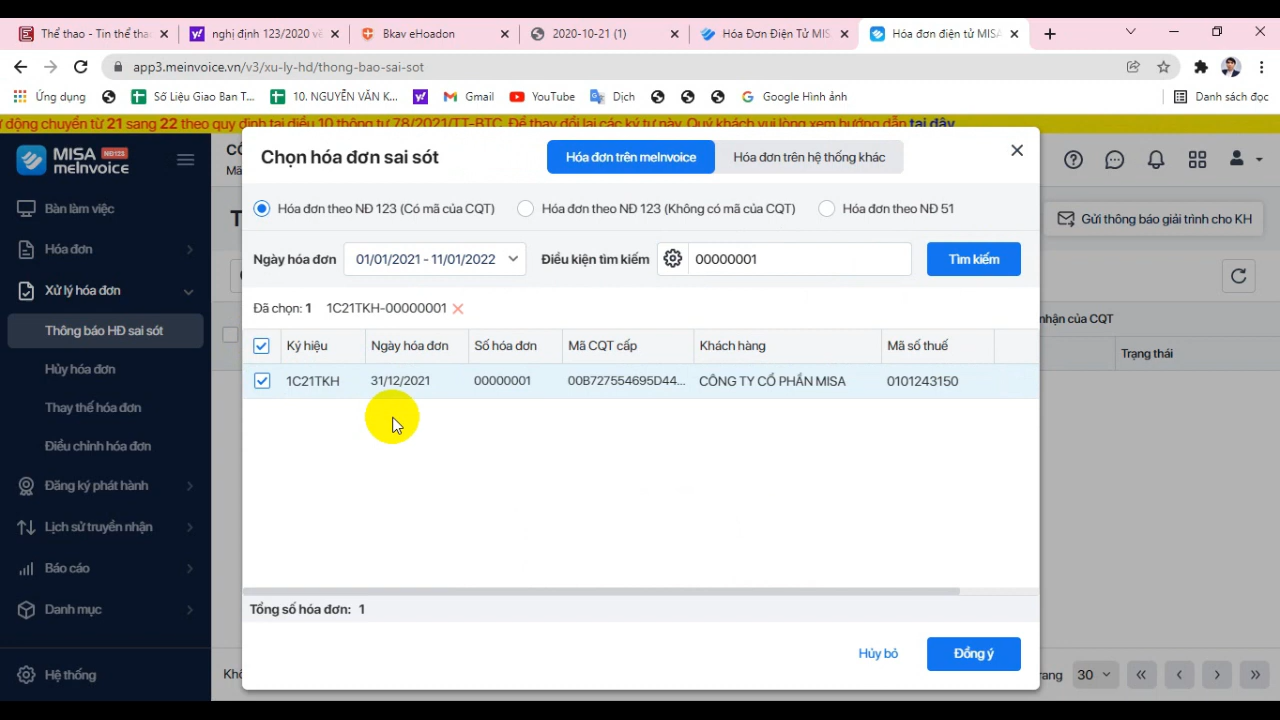 Thể thao - Tin thể tha
nghị định 123/2020 về
Bkav eHoadon
2020-10-21 (1)
Hóa Đơn Điện Tử MIS
Hóa đơn điện tử MISA
app3.meinvoice.vn/v3/xu-ly-hd/thong-bao-sai-sot
Ứng dụng
Số Liệu Giao Ban T...
10. NGUYỄN VĂN K...
Gmail
YouTube
Dịch
Google Hình ảnh
Danh sách đọc
động chuyển từ 21 sang 22 theo quy định tại điều 10 thông tư 78/2021/TT-BTC. Để thay đổi lại các ký tự này, Quý khách vui lòng xem hướng dẫn tại đây
MISA NĐ123
meInvoice
Bàn làm việc
Hóa đơn
Xử lý hóa đơn
Thông báo HĐ sai sót
Hủy hóa đơn
Thay thế hóa đơn
Điều chỉnh hóa đơn
Đăng ký phát hành
Lịch sử truyền nhận
Báo cáo
Danh mục
Hệ thống
Chọn hóa đơn sai sót
Hóa đơn trên meInvoice
Hóa đơn trên hệ thống khác
Hóa đơn theo NĐ 123 (Có mã của CQT)
Hóa đơn theo NĐ 123 (Không có mã của CQT)
Hóa đơn theo NĐ 51
Ngày hóa đơn
01/01/2021 - 11/01/2022
Điều kiện tìm kiếm
00000001
Tìm kiếm
Đã chọn: 1 1C21TKH-00000001
Ký hiệu Ngày hóa đơn Số hóa đơn Mã CQT cấp Khách hàng Mã số thuế
1C21TKH 31/12/2021 00000001 00B727554695D44... CÔNG TY CỔ PHẦN MISA 0101243150
Tổng số hóa đơn: 1
Hủy bỏ
Đồng ý
Gửi thông báo giải trình cho KH
nhận của CQT
Trạng thái
30